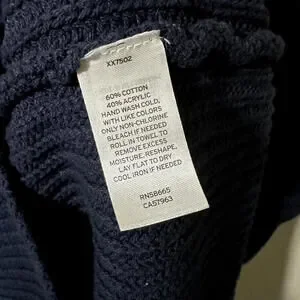 XX7502
60% COTTON
40% ACRYLIC
HAND WASH COLD,
WITH LIKE COLORS
ONLY NON-CHLORINE
BLEACH IF NEEDED
ROLL IN TOWEL TO
REMOVE EXCESS
MOISTURE, RESHAPE,
LAY FLAT TO DRY
COOL IRON IF NEEDED
RN58665
CA57963